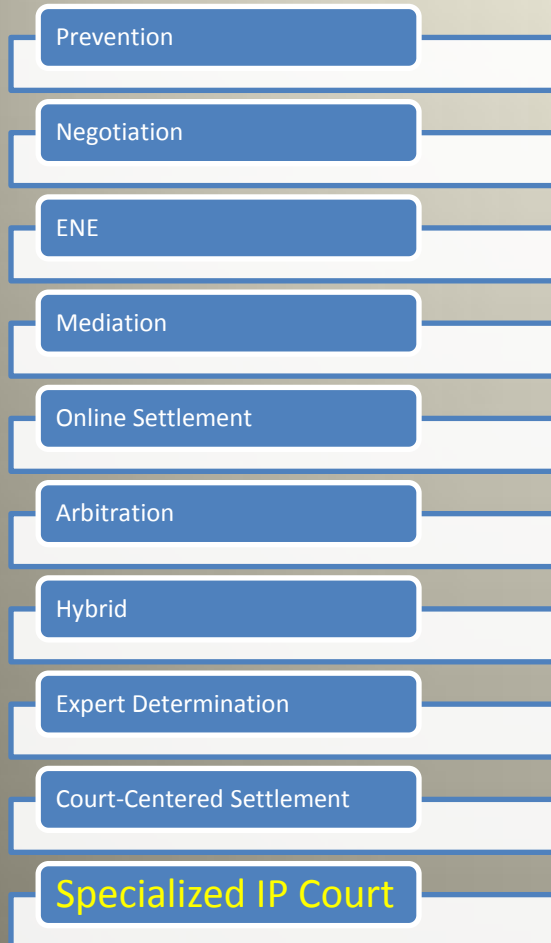 Prevention
Negotiation
ENE
Mediation
Online Settlement
Arbitration
Hybrid
Expert Determination
Court-Centered Settlement
Specialized IP Court